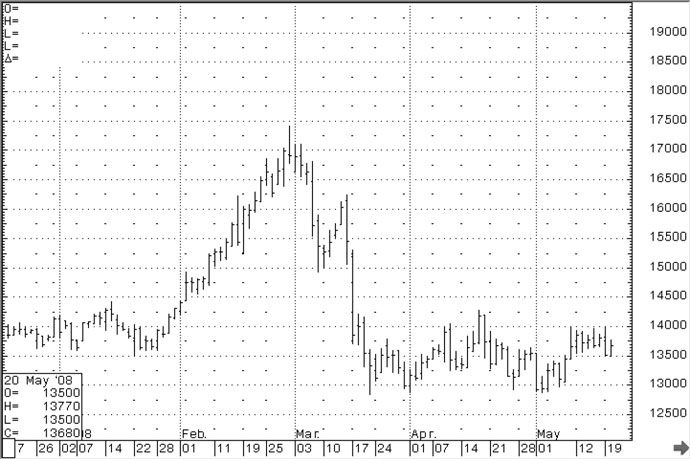 O=
H=
L=
L=
Δ=
19000
18500
18000
17500
17000
16500
16000
15500
15000
14500
14000
13500
13000
12500
20 May '08
O= 13500
H= 13770
L= 13500
C= 13680
Feb. Mar. Apr. May
7 26 02 07 14 22 28 01 11 19 25 03 10 17 24 01 07 14 21 28 01 12 19